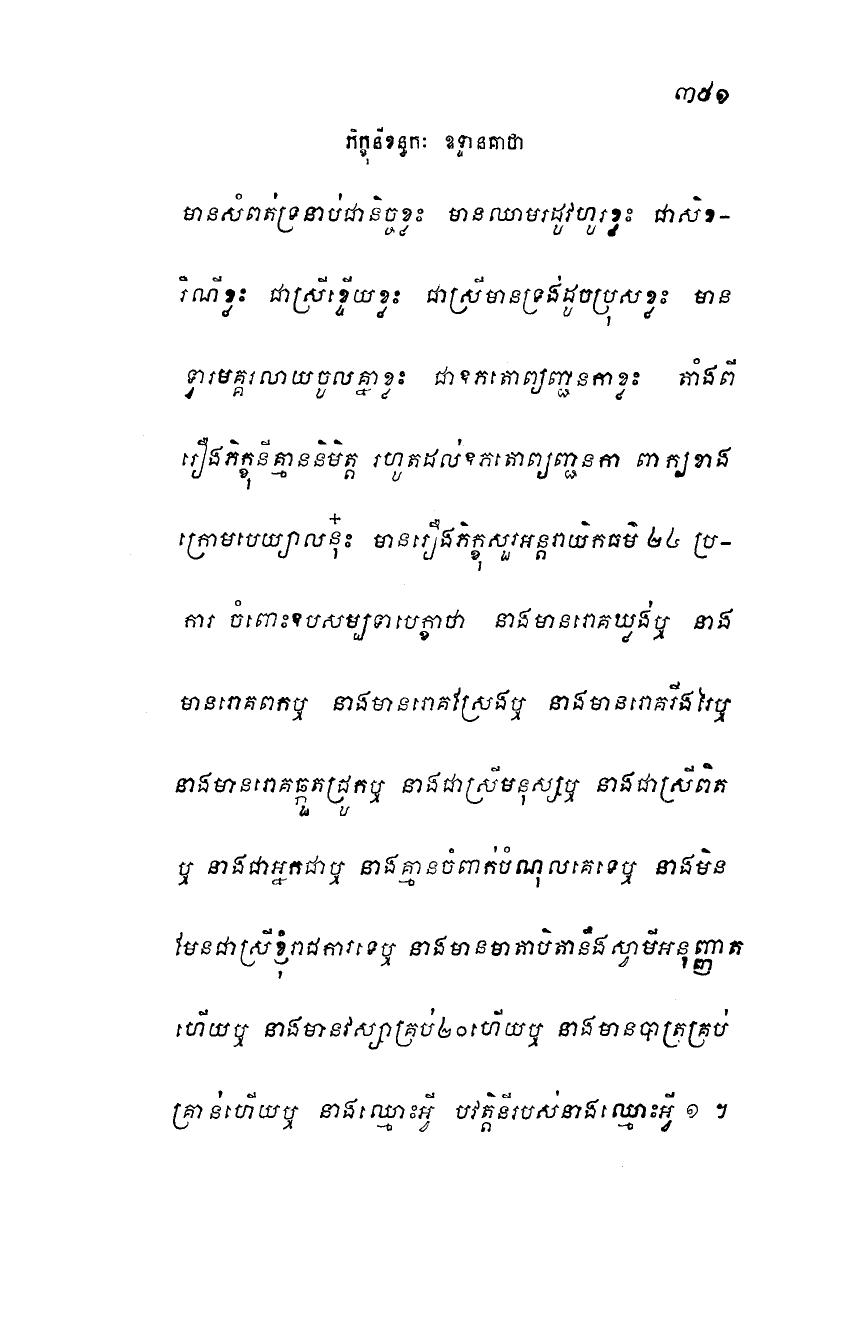 ៣៩១
ភិក្ខុនីខន្ធកៈ ឧទ្ទានគាថា
មានសំពត់ទ្រនាប់ជានិច្ចខ្លះ មានឈាមរដូវហូរខ្លះ ជាសិខ-
រិណីខ្លះ ជាស្រីខ្ទើយខ្លះ ជាស្រីមានទ្រង់ដូចប្រុសខ្លះ មាន
ទ្វារមគ្គរលាយចូលគ្នាខ្លះ ជាឧភតោព្យញ្ជនកាខ្លះ តាំងពី
រឿងភិក្ខុនីគ្មាននិមិត្ត រហូតដល់ឧភតោព្យញ្ជនកា ពាក្យខាង
ក្រោមបេយ្យាលនុ៎ះ មានរឿងភិក្ខុសួរអន្តរាយិកធម៌ ២៤ ប្រ-
ការ ចំពោះឧបសម្បទាបេក្ខាថា នាងមានរោគឃ្លង់ឬ នាង
មានរោគពកឬ នាងមានរោគស្រែងឬ នាងមានរោគរីងរៃឬ
នាងមានរោគឆ្កួតជ្រូកឬ នាងជាស្រីមនុស្សឬ នាងជាស្រីពិត
ឬ នាងជាអ្នកជាឬ នាងគ្មានចំពាក់បំណុលគេទេឬ នាងមិន
មែនជាស្រីខ្ញុំរាជការទេឬ នាងមានមាតាបិតានឹងស្វាមីអនុញ្ញាត
ហើយឬ នាងមានវស្សាគ្រប់២០ហើយឬ នាងមានបាត្រគ្រប់
គ្រាន់ហើយឬ នាងឈ្មោះអ្វី បវត្តិនីរបស់នាងឈ្មោះអ្វី ១ ។